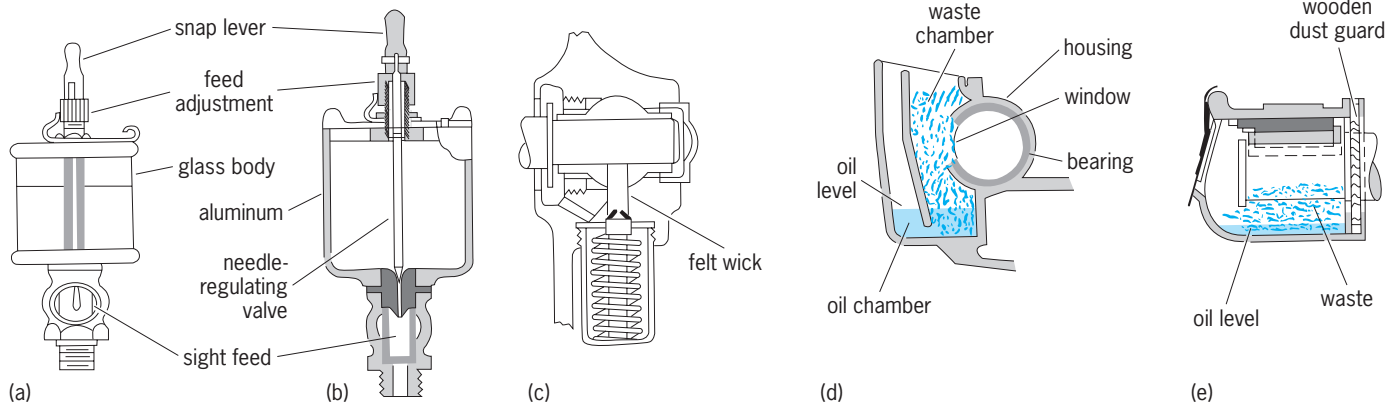 snap lever
feed
adjustment
glass body
aluminum
needle-
regulating
valve
sight feed
felt wick
waste
chamber
housing
window
oil
level
bearing
oil chamber
wooden
dust guard
waste
oil level
(a)
(b)
(c)
(d)
(e)